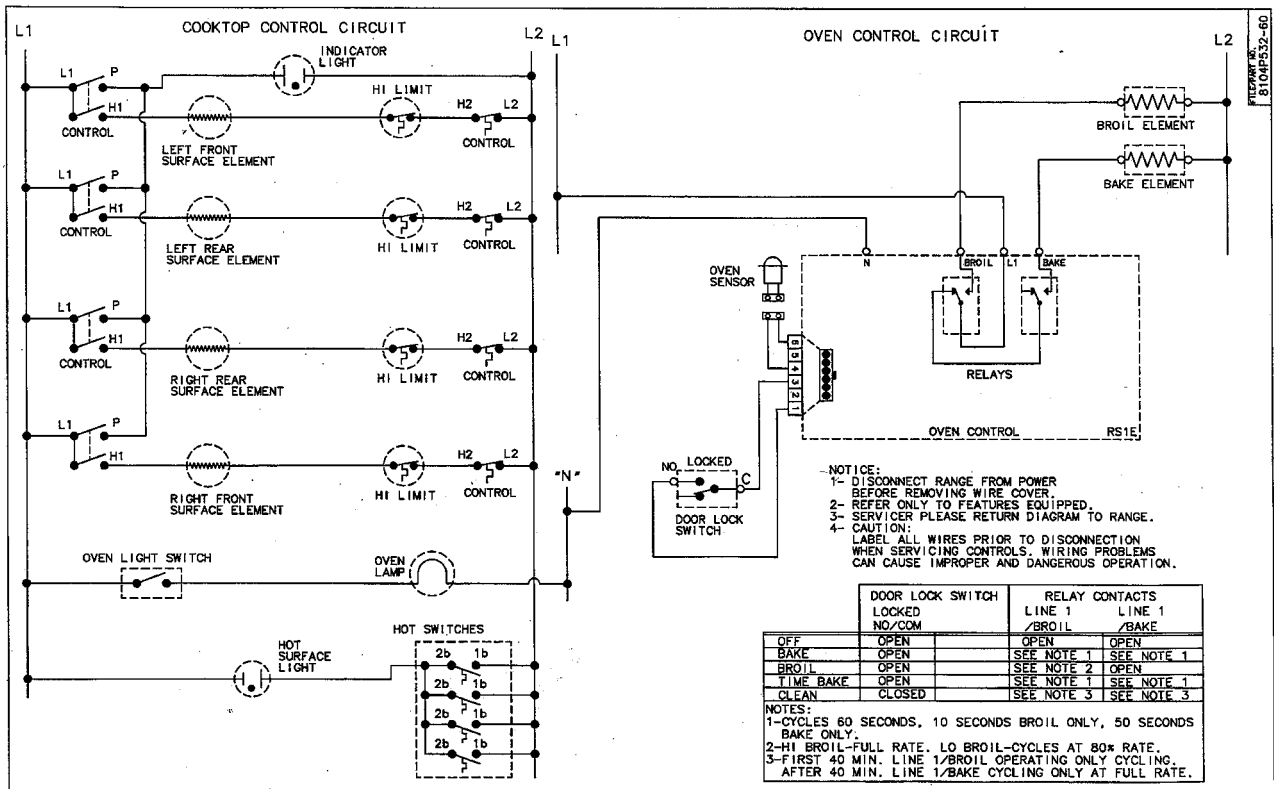 COOKTOP CONTROL CIRCUIT
L1
L2
INDICATOR
LIGHT
L1
P
H1
CONTROL
LEFT FRONT
SURFACE ELEMENT
HI LIMIT
H2
L2
CONTROL
L1
P
H1
CONTROL
LEFT REAR
SURFACE ELEMENT
HI LIMIT
H2
L2
CONTROL
L1
P
H1
CONTROL
RIGHT REAR
SURFACE ELEMENT
HI LIMIT
H2
L2
CONTROL
L1
P
H1
RIGHT FRONT
SURFACE ELEMENT
HI LIMIT
H2
L2
CONTROL
"N"
OVEN LIGHT SWITCH
OVEN
LAMP
HOT
SURFACE
LIGHT
HOT SWITCHES
2b 1b
2b 1b
2b 1b
2b 1b
OVEN CONTROL CIRCUIT
L1
L2
FILE/PART NO.
8104P532-60
BROIL ELEMENT
BAKE ELEMENT
N
BROIL
L1
BAKE
OVEN
SENSOR
6
5
4
3
2
1
RELAYS
OVEN CONTROL
RS1E
NO
LOCKED
C
DOOR LOCK
SWITCH
NOTICE:
1- DISCONNECT RANGE FROM POWER
BEFORE REMOVING WIRE COVER.
2- REFER ONLY TO FEATURES EQUIPPED.
3- SERVICER PLEASE RETURN DIAGRAM TO RANGE.
4- CAUTION:
LABEL ALL WIRES PRIOR TO DISCONNECTION
WHEN SERVICING CONTROLS. WIRING PROBLEMS
CAN CAUSE IMPROPER AND DANGEROUS OPERATION.
DOOR LOCK SWITCH RELAY CONTACTS
LOCKED LINE 1 LINE 1
NO/COM /BROIL /BAKE
OFF OPEN OPEN OPEN
BAKE OPEN SEE NOTE 1 SEE NOTE 1
BROIL OPEN SEE NOTE 2 OPEN
TIME BAKE OPEN SEE NOTE 1 SEE NOTE 1
CLEAN CLOSED SEE NOTE 3 SEE NOTE 3
NOTES:
1-CYCLES 60 SECONDS, 10 SECONDS BROIL ONLY, 50 SECONDS
BAKE ONLY.
2-HI BROIL-FULL RATE. LO BROIL-CYCLES AT 80% RATE.
3-FIRST 40 MIN. LINE 1/BROIL OPERATING ONLY CYCLING.
AFTER 40 MIN. LINE 1/BAKE CYCLING ONLY AT FULL RATE.